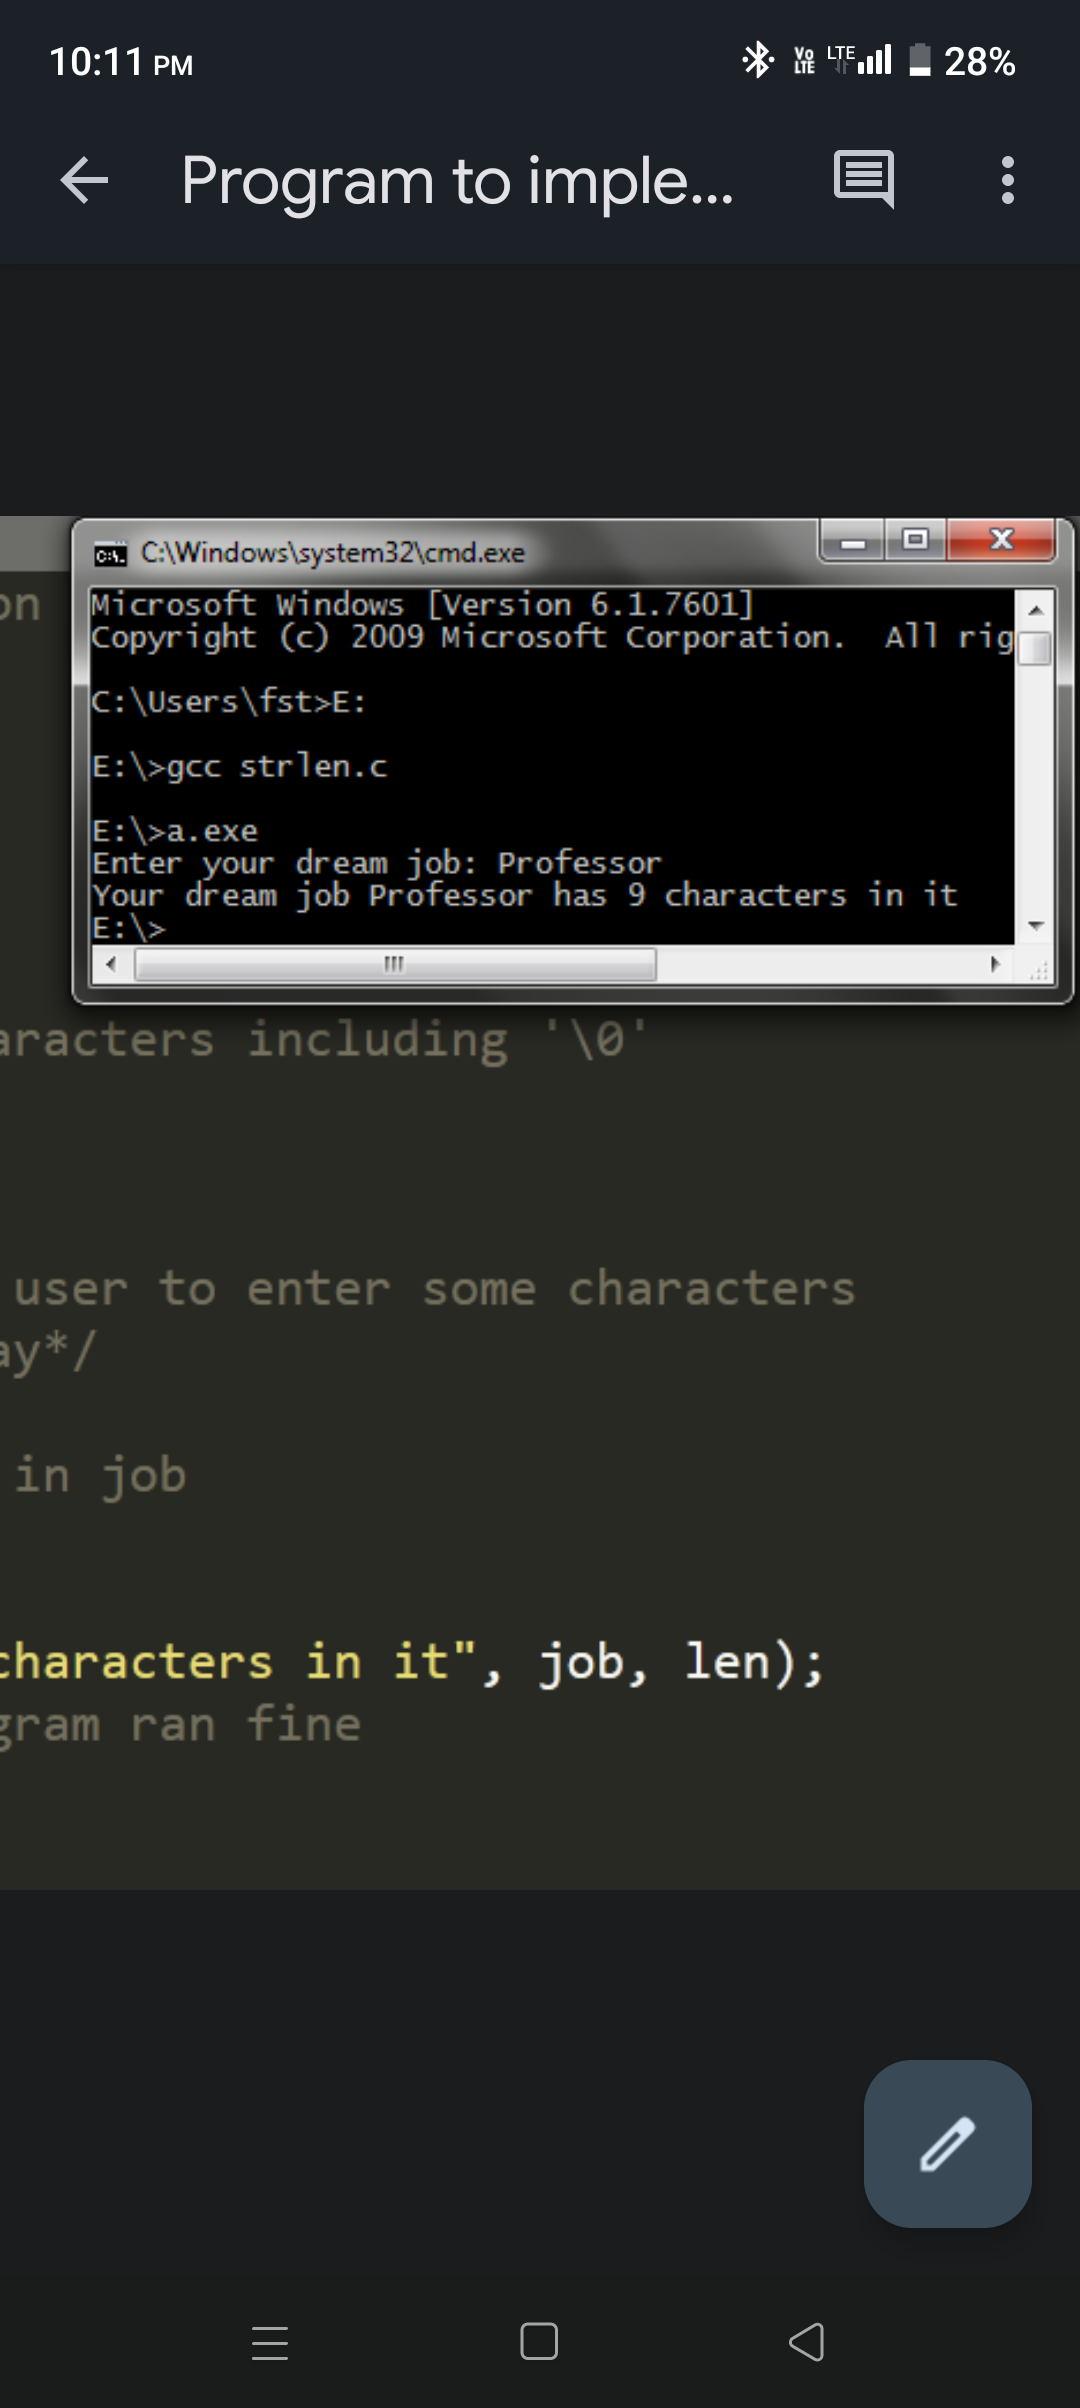 10:11 PM
Vo LTE LTE 28%
Program to imple...
C:\Windows\system32\cmd.exe
on
Microsoft Windows [Version 6.1.7601]
Copyright (c) 2009 Microsoft Corporation. All rig
C:\Users\fst>E:
E:\>gcc strlen.c
E:\>a.exe
Enter your dream job: Professor
Your dream job Professor has 9 characters in it
E:\>
aracters including '\0'
user to enter some characters
ay*/
in job
characters in it", job, len);
gram ran fine